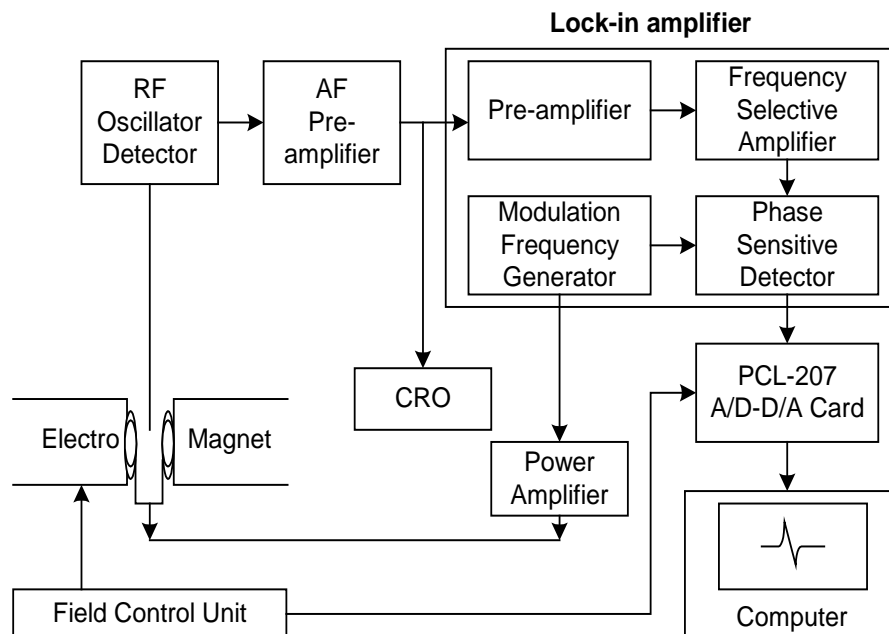 Lock-in amplifier
RF
Oscillator
Detector
AF
Pre-
amplifier
Pre-amplifier
Frequency
Selective
Amplifier
Modulation
Frequency
Generator
Phase
Sensitive
Detector
CRO
PCL-207
A/D-D/A Card
Electro
Magnet
Power
Amplifier
Field Control Unit
Computer